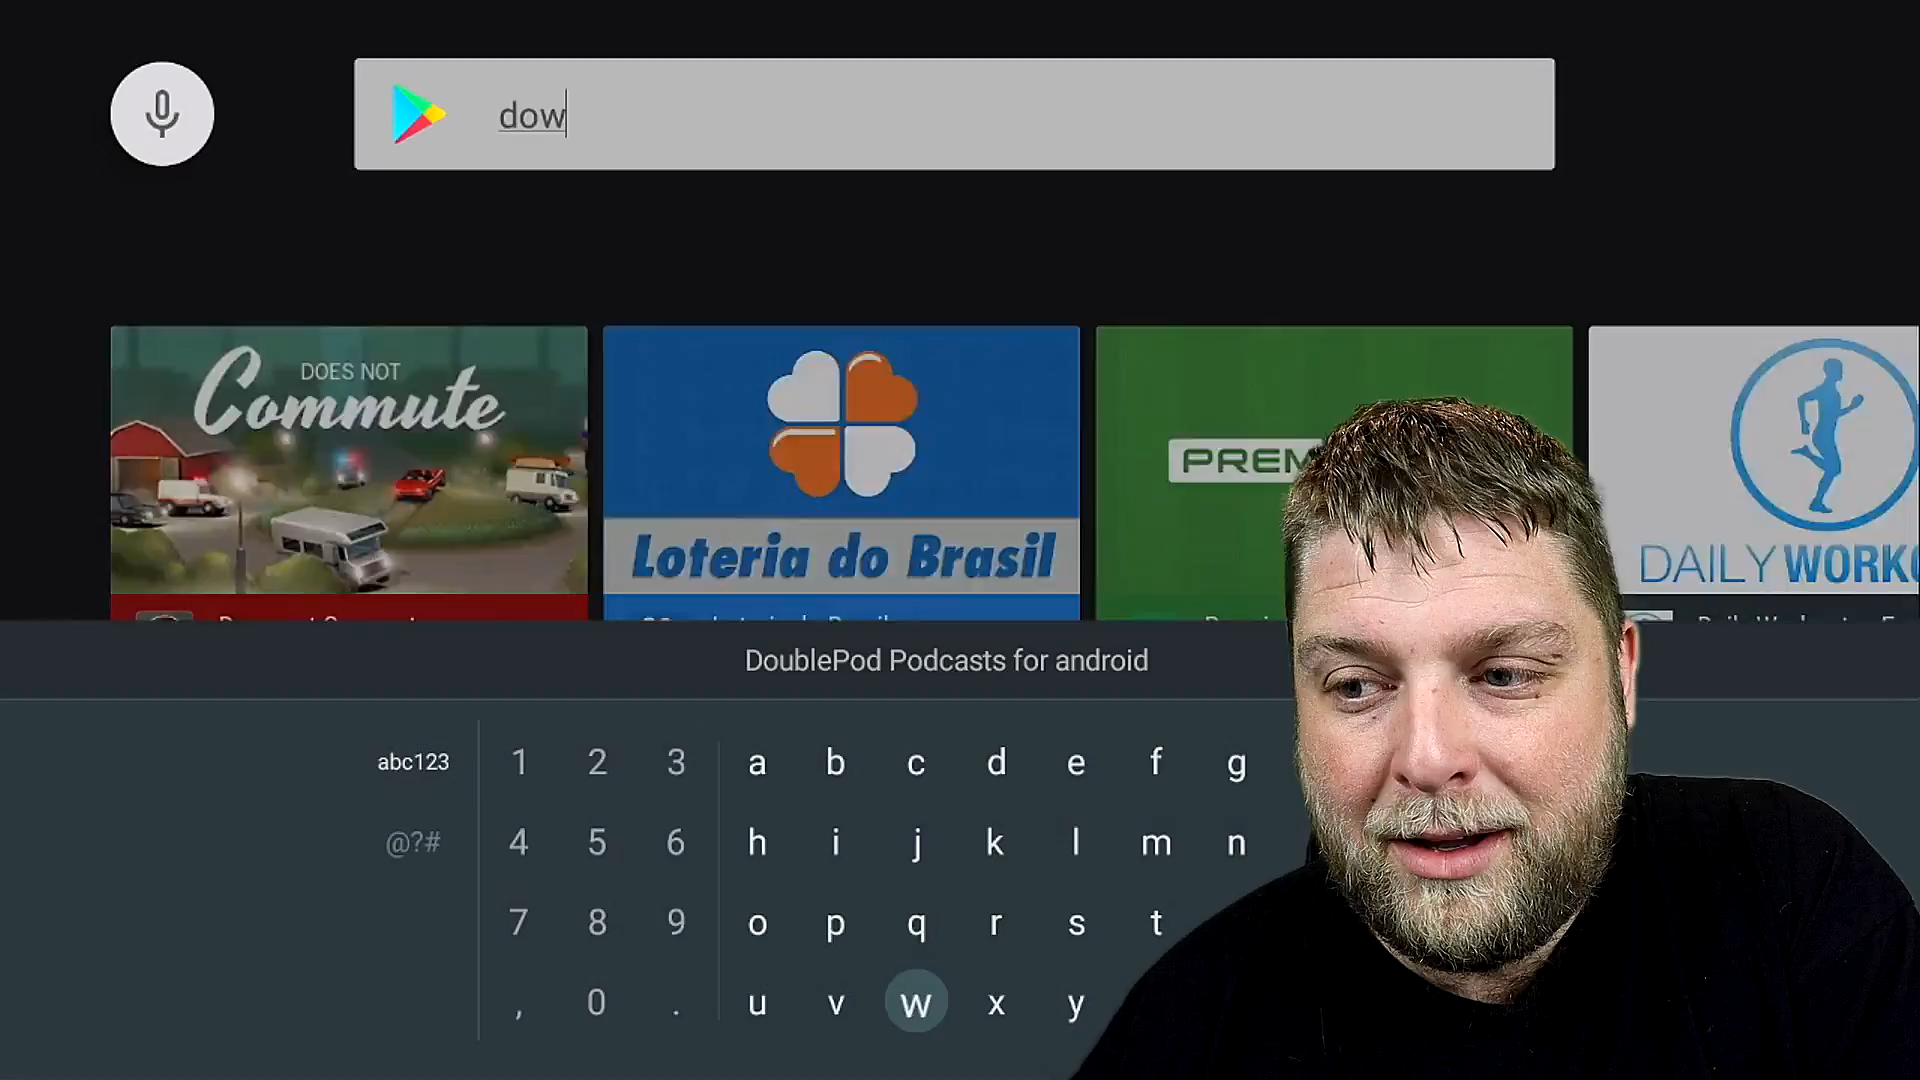 dow
DOES NOT
Commute
Loteria do Brasil
PREM
DAILY WORKO
DoublePod Podcasts for android
abc123 1 2 3 a b c d e f g
@?# 4 5 6 h i j k l m n
7 8 9 o p q r s t
, 0 . u v w x y